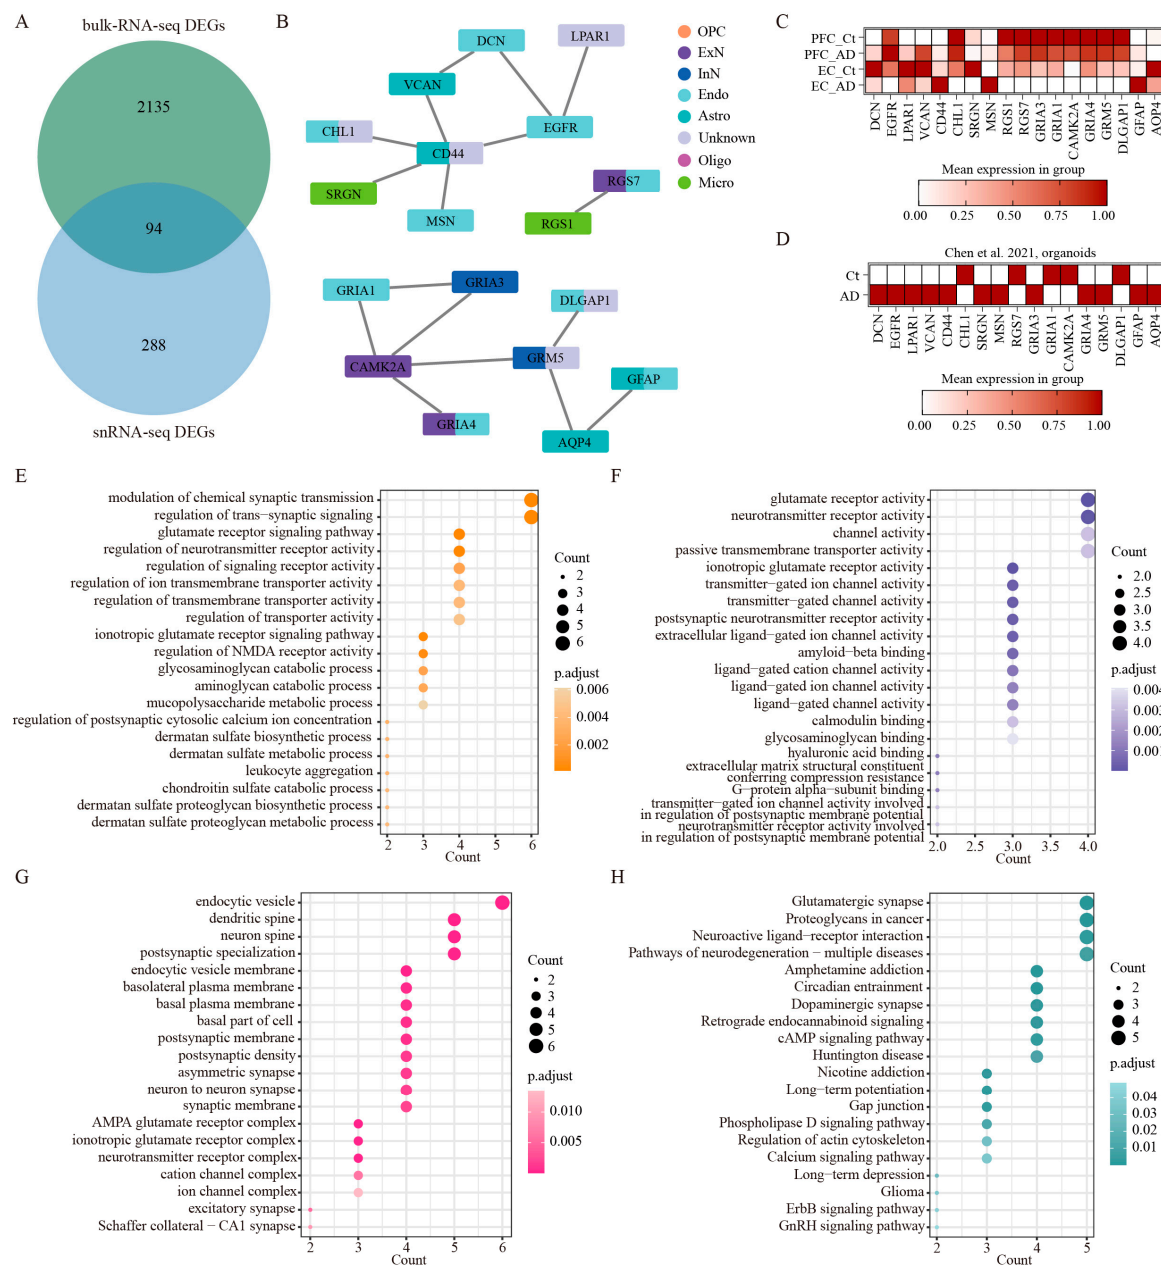 A
bulk-RNA-seq DEGs
2135
94
288
snRNA-seq DEGs
B
DCN
LPAR1
VCAN
EGFR
CHL1
CD44
SRGN
MSN
RGS7
RGS1
GRIA1
GRIA3
DLGAP1
CAMK2A
GRM5
GFAP
GRIA4
AQP4
OPC
ExN
InN
Endo
Astro
Unknown
Oligo
Micro
C
PFC_Ct
PFC_AD
EC_Ct
EC_AD
DCN
EGFR
LPAR1
VCAN
CD44
CHL1
SRGN
MSN
RGS1
RGS7
GRIA3
GRIA1
CAMK2A
GRIA4
GRM5
DLGAP1
GFAP
AQP4
Mean expression in group
0.00 0.25 0.50 0.75 1.00
D
Chen et al. 2021, organoids
Ct
AD
DCN
EGFR
LPAR1
VCAN
CD44
CHL1
SRGN
MSN
RGS7
GRIA3
GRIA1
CAMK2A
GRIA4
GRM5
DLGAP1
GFAP
AQP4
Mean expression in group
0.00 0.25 0.50 0.75 1.00
E
modulation of chemical synaptic transmission
regulation of trans−synaptic signaling
glutamate receptor signaling pathway
regulation of neurotransmitter receptor activity
regulation of signaling receptor activity
regulation of ion transmembrane transporter activity
regulation of transmembrane transporter activity
regulation of transporter activity
ionotropic glutamate receptor signaling pathway
regulation of NMDA receptor activity
glycosaminoglycan catabolic process
aminoglycan catabolic process
mucopolysaccharide metabolic process
regulation of postsynaptic cytosolic calcium ion concentration
dermatan sulfate biosynthetic process
dermatan sulfate metabolic process
leukocyte aggregation
chondroitin sulfate catabolic process
dermatan sulfate proteoglycan biosynthetic process
dermatan sulfate proteoglycan metabolic process
2 3 4 5 6
Count
Count
2
3
4
5
6
p.adjust
0.006
0.004
0.002
F
glutamate receptor activity
neurotransmitter receptor activity
channel activity
passive transmembrane transporter activity
ionotropic glutamate receptor activity
transmitter−gated ion channel activity
transmitter−gated channel activity
postsynaptic neurotransmitter receptor activity
extracellular ligand−gated ion channel activity
amyloid−beta binding
ligand−gated cation channel activity
ligand−gated ion channel activity
ligand−gated channel activity
calmodulin binding
glycosaminoglycan binding
hyaluronic acid binding
extracellular matrix structural constituent
conferring compression resistance
G−protein alpha−subunit binding
transmitter−gated ion channel activity involved
in regulation of postsynaptic membrane potential
neurotransmitter receptor activity involved
in regulation of postsynaptic membrane potential
2.0 2.5 3.0 3.5 4.0
Count
Count
2.0
2.5
3.0
3.5
4.0
p.adjust
0.004
0.003
0.002
0.001
G
endocytic vesicle
dendritic spine
neuron spine
postsynaptic specialization
endocytic vesicle membrane
basolateral plasma membrane
basal plasma membrane
basal part of cell
postsynaptic membrane
postsynaptic density
asymmetric synapse
neuron to neuron synapse
synaptic membrane
AMPA glutamate receptor complex
ionotropic glutamate receptor complex
neurotransmitter receptor complex
cation channel complex
ion channel complex
excitatory synapse
Schaffer collateral − CA1 synapse
2 3 4 5 6
Count
Count
2
3
4
5
6
p.adjust
0.010
0.005
H
Glutamatergic synapse
Proteoglycans in cancer
Neuroactive ligand−receptor interaction
Pathways of neurodegeneration − multiple diseases
Amphetamine addiction
Circadian entrainment
Dopaminergic synapse
Retrograde endocannabinoid signaling
cAMP signaling pathway
Huntington disease
Nicotine addiction
Long−term potentiation
Gap junction
Phospholipase D signaling pathway
Regulation of actin cytoskeleton
Calcium signaling pathway
Long−term depression
Glioma
ErbB signaling pathway
GnRH signaling pathway
2 3 4 5
Count
Count
2
3
4
5
p.adjust
0.04
0.03
0.02
0.01